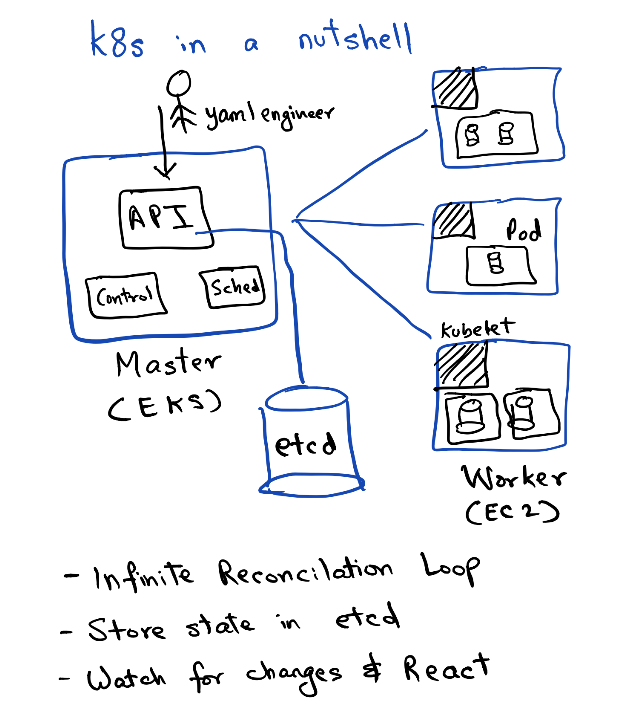 k8s in a nutshell
yaml engineer
API
Control
Sched
Master
(EKS)
etcd
Pod
Kubelet
Worker
(EC2)
- Infinite Reconcilation Loop
- Store state in etcd
- Watch for changes & React